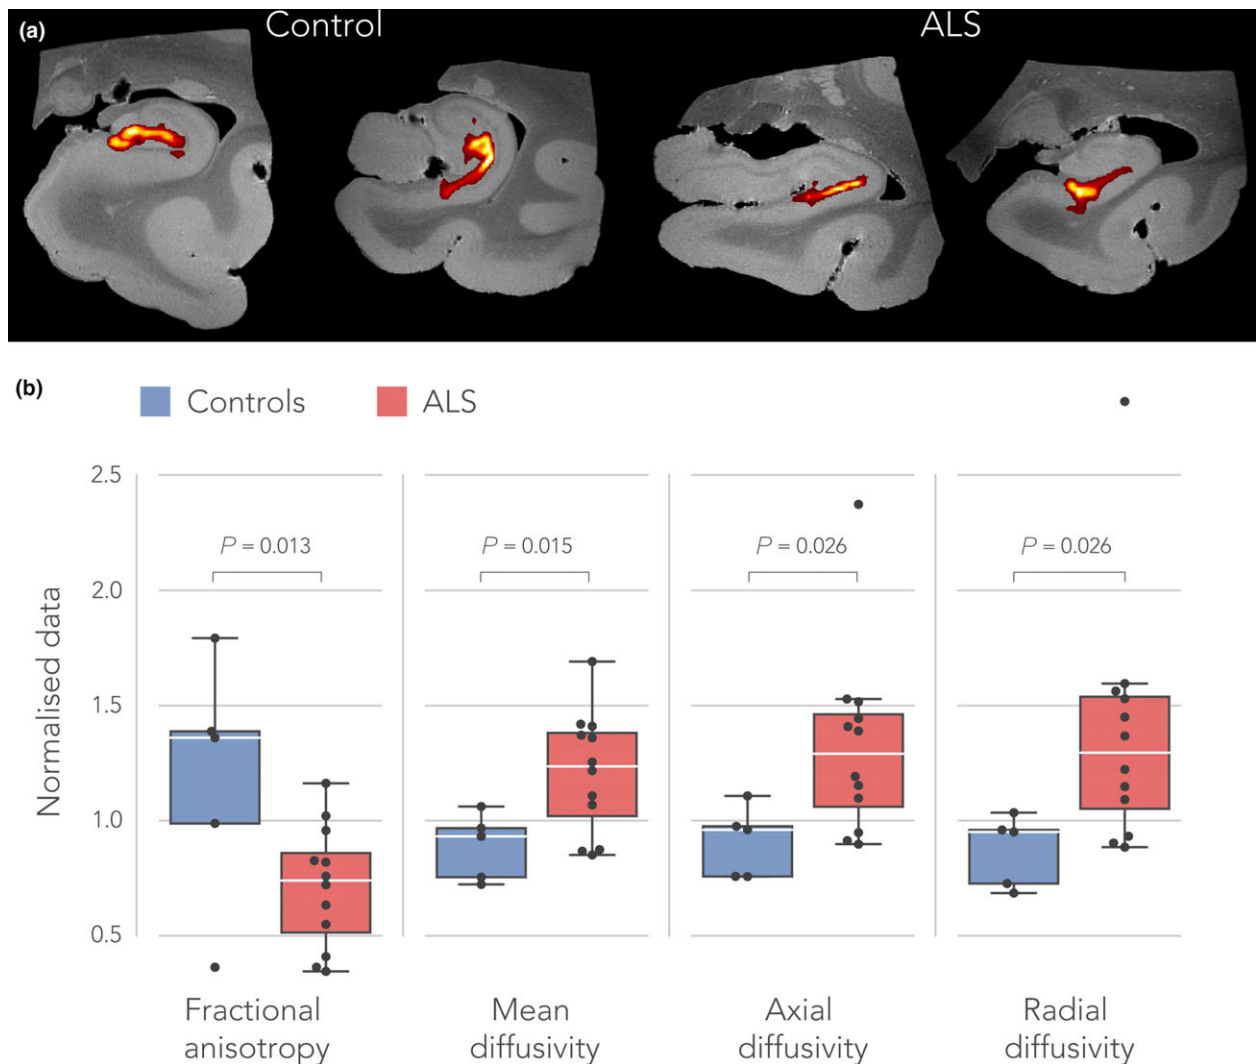 (a)
Control
ALS
(b)
Controls
ALS
Normalised data
2.5
2.0
1.5
1.0
0.5
P = 0.013
P = 0.015
P = 0.026
P = 0.026
Fractional
anisotropy
Mean
diffusivity
Axial
diffusivity
Radial
diffusivity